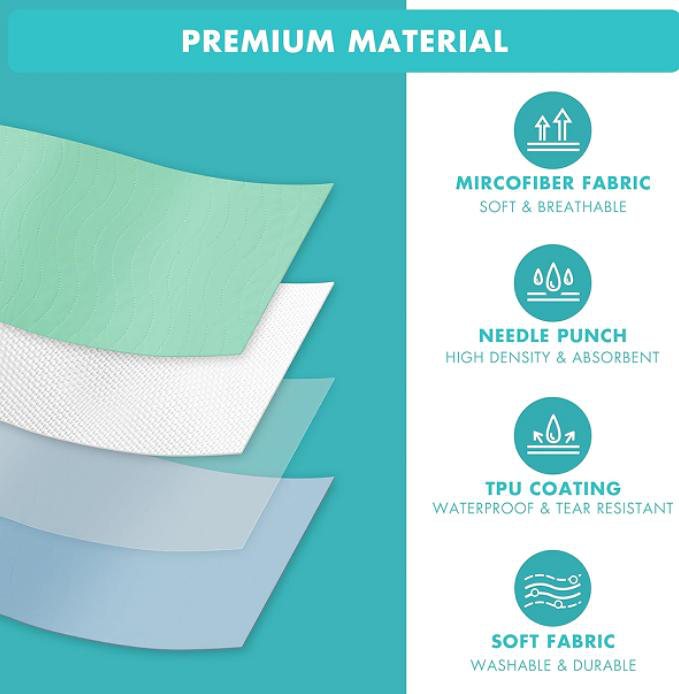 PREMIUM MATERIAL
MIRCOFIBER FABRIC
SOFT & BREATHABLE
NEEDLE PUNCH
HIGH DENSITY & ABSORBENT
TPU COATING
WATERPROOF & TEAR RESISTANT
SOFT FABRIC
WASHABLE & DURABLE